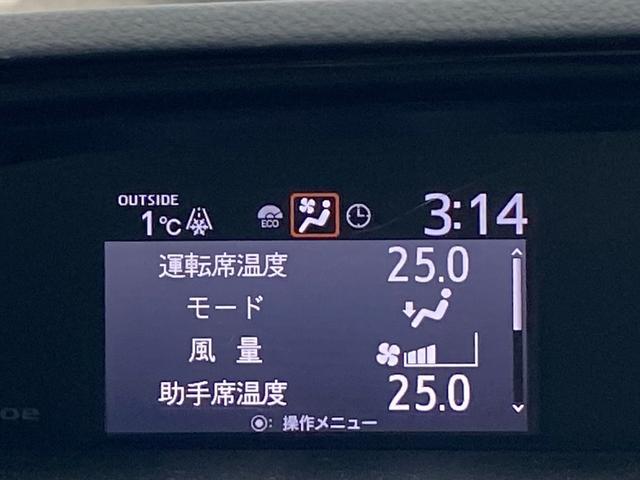 OUTSIDE
1℃
ECO
3:14
運転席温度 25.0
モード
風量
助手席温度 25.0
操作メニュー